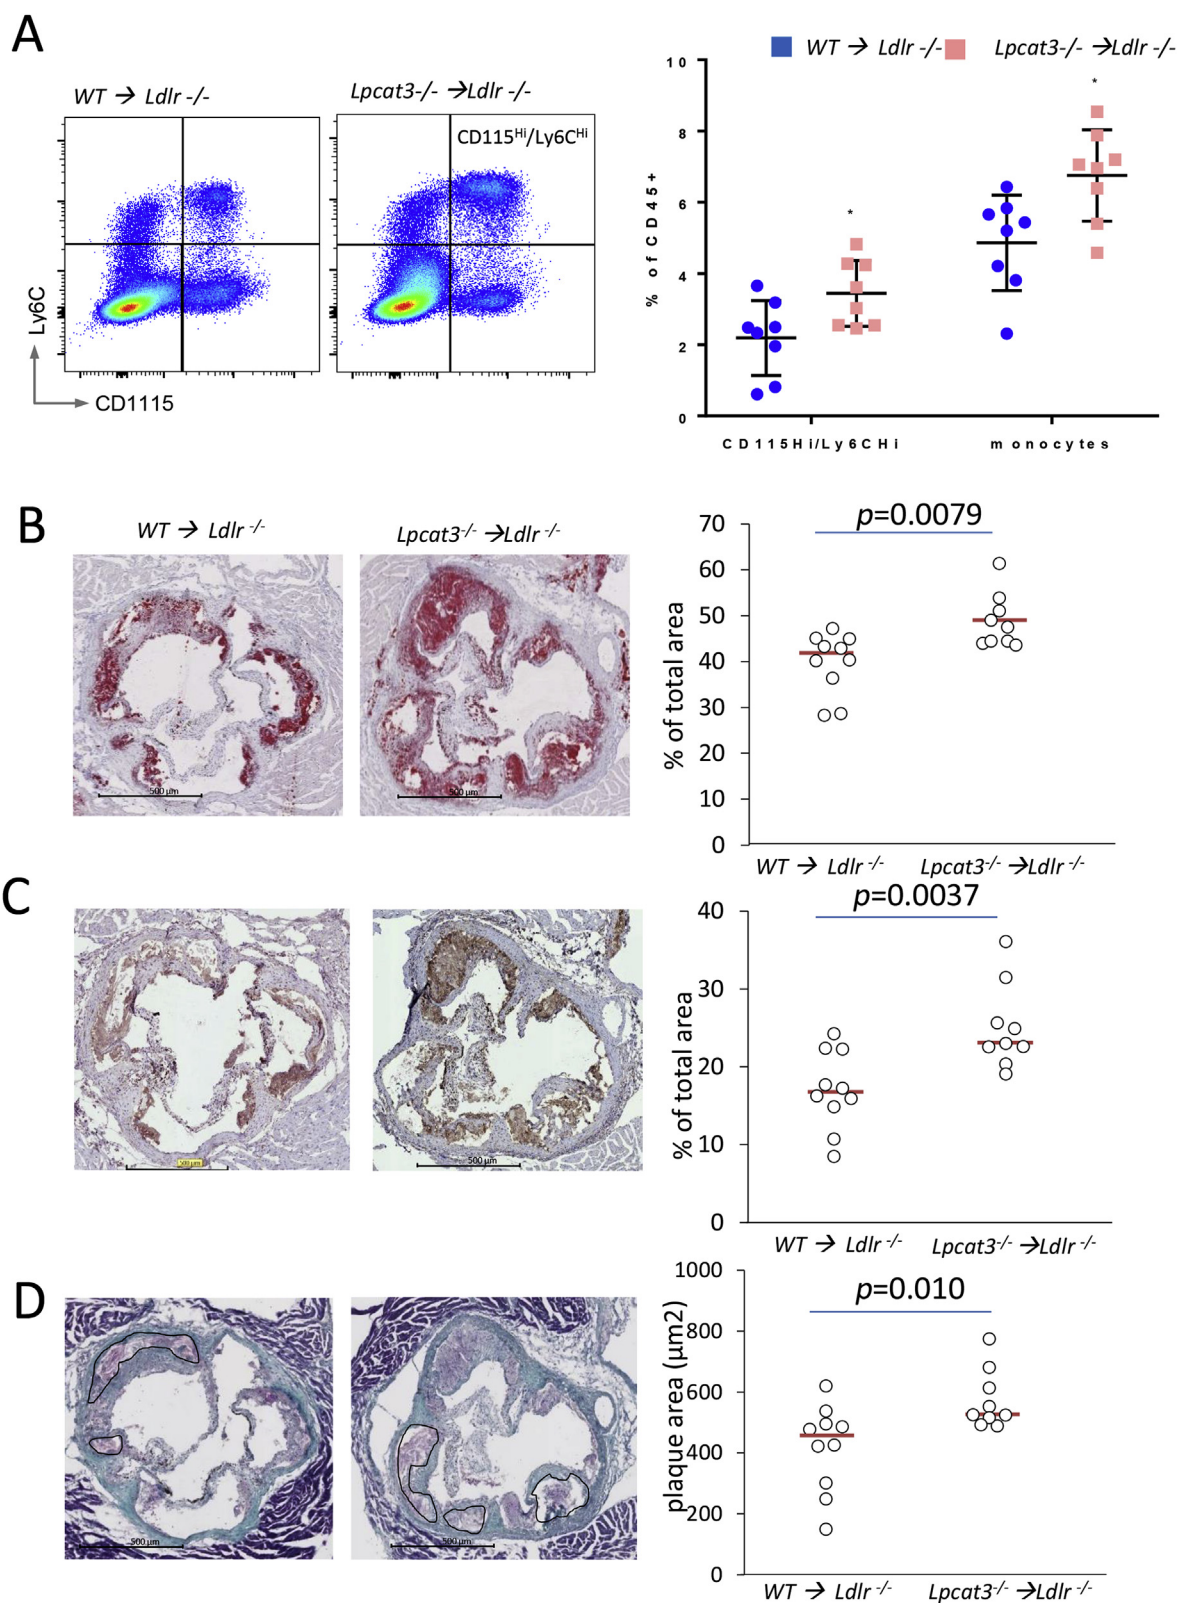 A
WT → Ldlr -/-
Lpcat3-/- →Ldlr -/-
CD115Hi/Ly6CHi
Ly6C
CD1115
WT → Ldlr -/-
Lpcat3-/- →Ldlr -/-
% of CD45+
10
8
6
4
2
0
*
*
CD115Hi/Ly6CHi
monocytes
B
WT → Ldlr -/-
Lpcat3-/- →Ldlr -/-
500 µm
500 µm
p=0.0079
% of total area
70
60
50
40
30
20
10
0
WT → Ldlr -/-
Lpcat3-/- →Ldlr -/-
C
500 µm
500 µm
p=0.0037
% of total area
40
30
20
10
0
WT → Ldlr -/-
Lpcat3-/- →Ldlr -/-
D
500 µm
500 µm
p=0.010
plaque area (µm2)
1000
800
600
400
200
0
WT → Ldlr -/-
Lpcat3-/- →Ldlr -/-